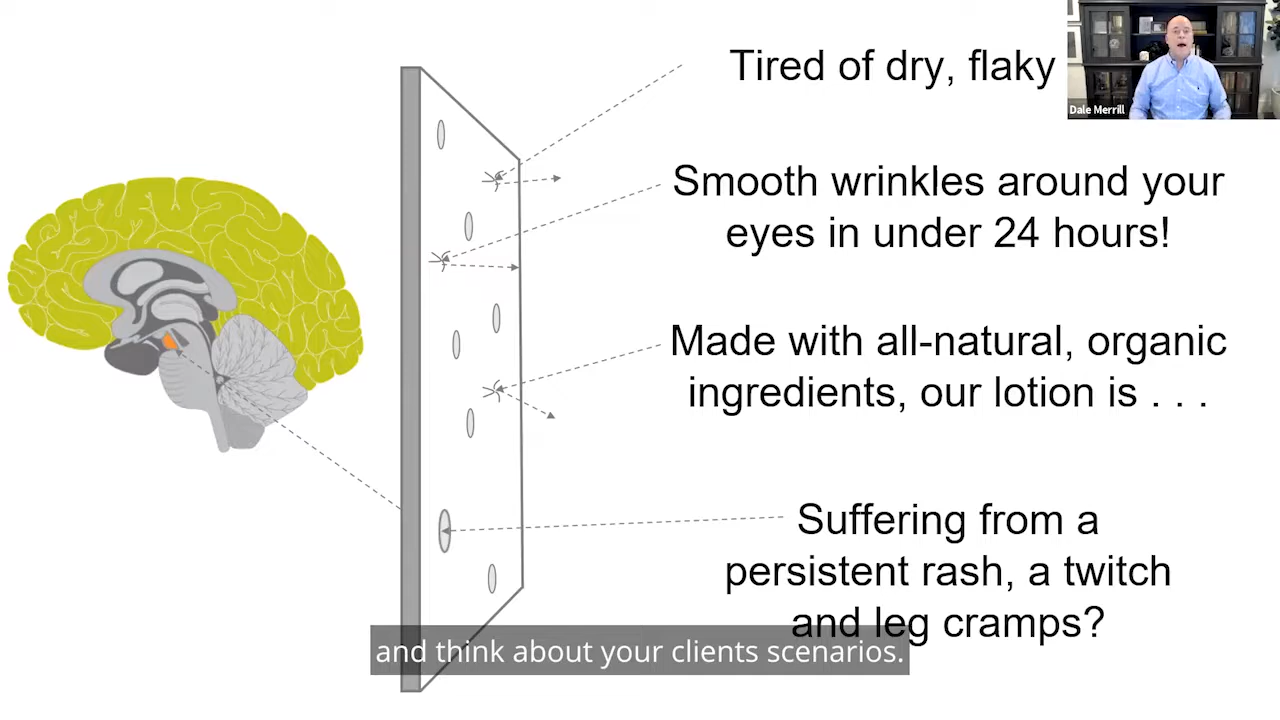 Tired of dry, flaky
Dale Merrill
Smooth wrinkles around your
eyes in under 24 hours!
Made with all-natural, organic
ingredients, our lotion is . . .
Suffering from a
persistent rash, a twitch
and leg cramps?
and think about your clients scenarios.